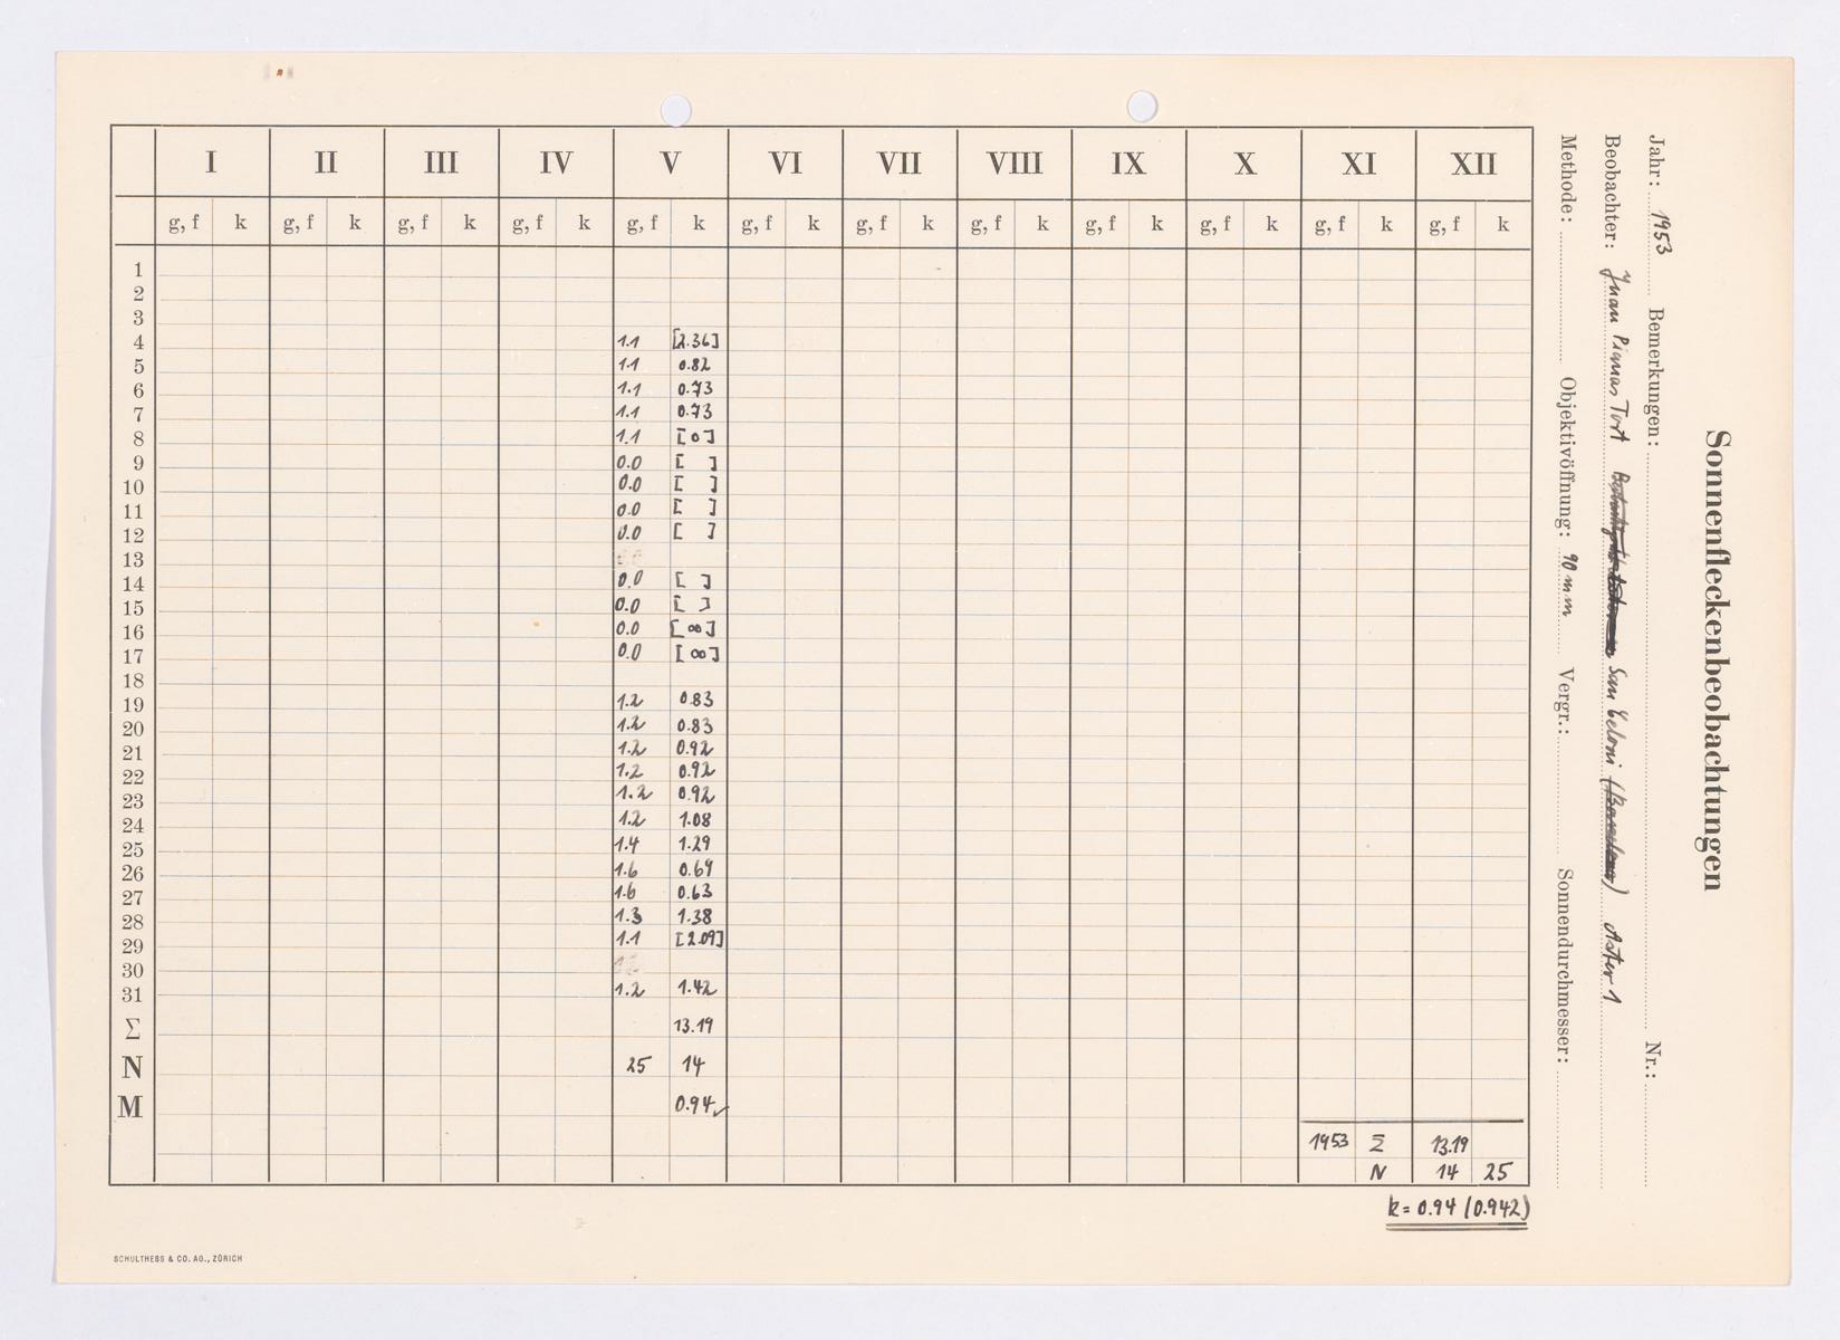 Sonnenfleckenbeobachtungen
Jahr: 1953 Bemerkungen: Nr.:
Beobachter: Juan Pijuan Tort San Celoni Aster 1
Methode: Objektivöffnung: 90 mm Vergr.: Sonnendurchmesser:
I II III IV V VI VII VIII IX X XI XII
g, f k g, f k g, f k g, f k g, f k g, f k g, f k g, f k g, f k g, f k g, f k g, f k
1
2
3
4 1.1 [2.36]
5 1.1 0.82
6 1.1 0.73
7 1.1 0.73
8 1.1 [0]
9 0.0 [ ]
10 0.0 [ ]
11 0.0 [ ]
12 0.0 [ ]
13
14 0.0 [ ]
15 0.0 [ ]
16 0.0 [∞]
17 0.0 [∞]
18
19 1.2 0.83
20 1.2 0.83
21 1.2 0.92
22 1.2 0.92
23 1.2 0.92
24 1.2 1.08
25 1.4 1.29
26 1.6 0.69
27 1.6 0.63
28 1.3 1.38
29 1.1 [2.09]
30
31 1.2 1.42
Σ 13.19
N 25 14
M 0.94✓
1953 Σ 13.19
N 14 25
k = 0.94 (0.942)
SCHULTHESS & CO. AG., ZÜRICH